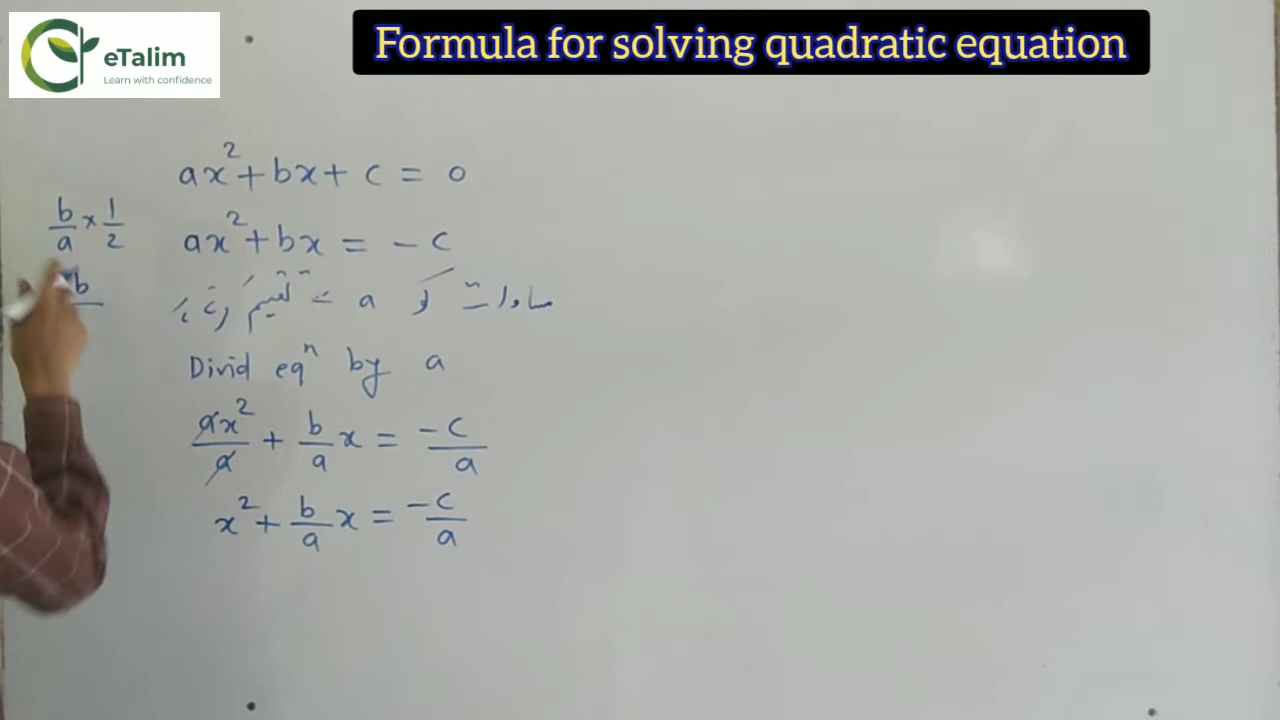 eTalim
Learn with confidence
Formula for solving quadratic equation
ax² + bx + c = 0
ax² + bx = - c
مساوات کو a سے تقسیم
Divid eqⁿ by a
ax²/a + b/a x = -c/a
x² + b/a x = -c/a
b/a × 1/2
b